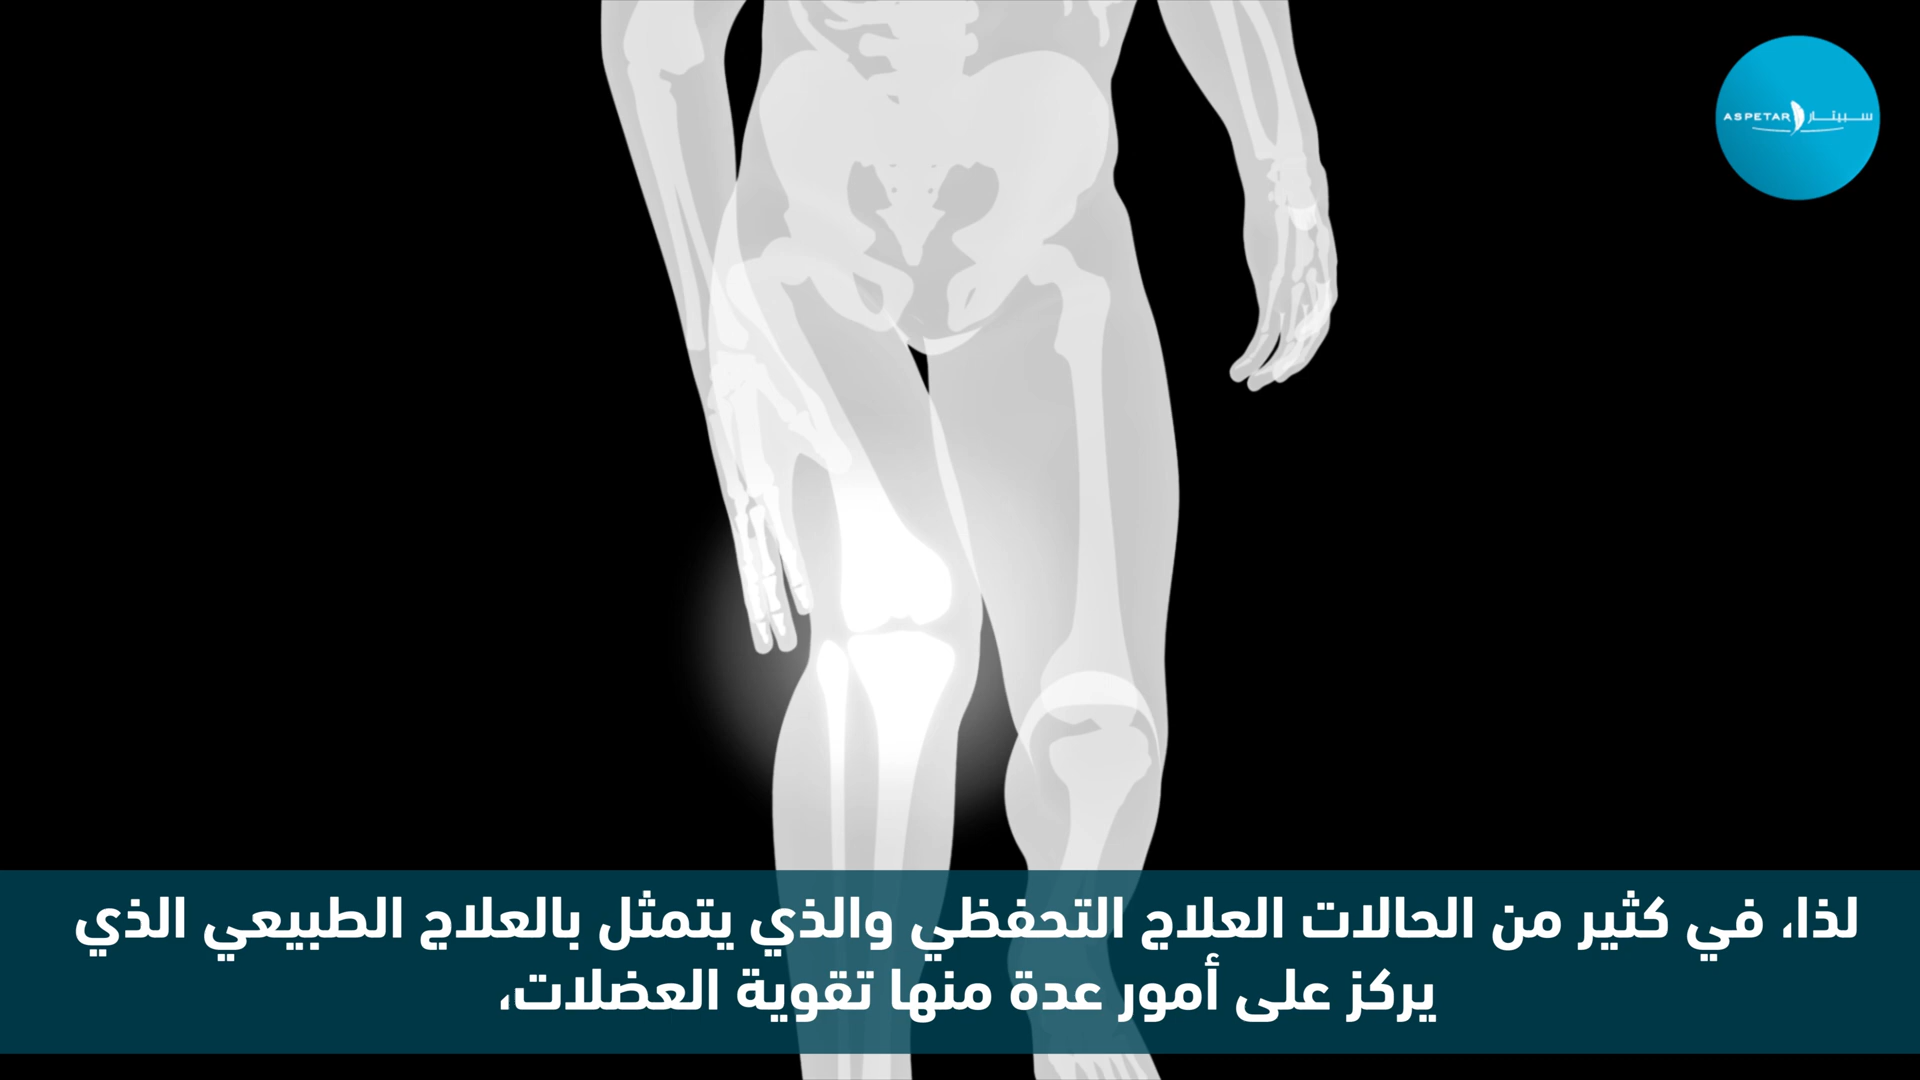 ASPETAR سبيتار
لذا، في كثير من الحالات العلاج التحفظي والذي يتمثل بالعلاج الطبيعي الذي
يركز على أمور عدة منها تقوية العضلات،